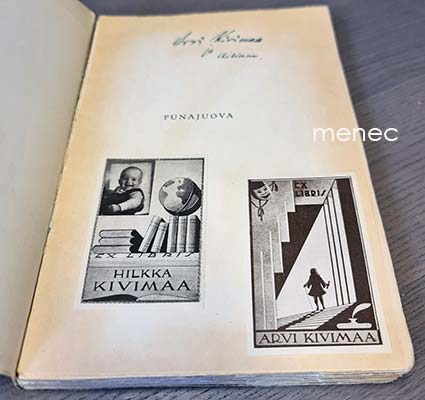 Arvi Kivimaa
PUNAJUOVA
menec
EX LIBRIS
HILKKA
KIVIMAA
EX
LIBRIS
ARVI KIVIMAA